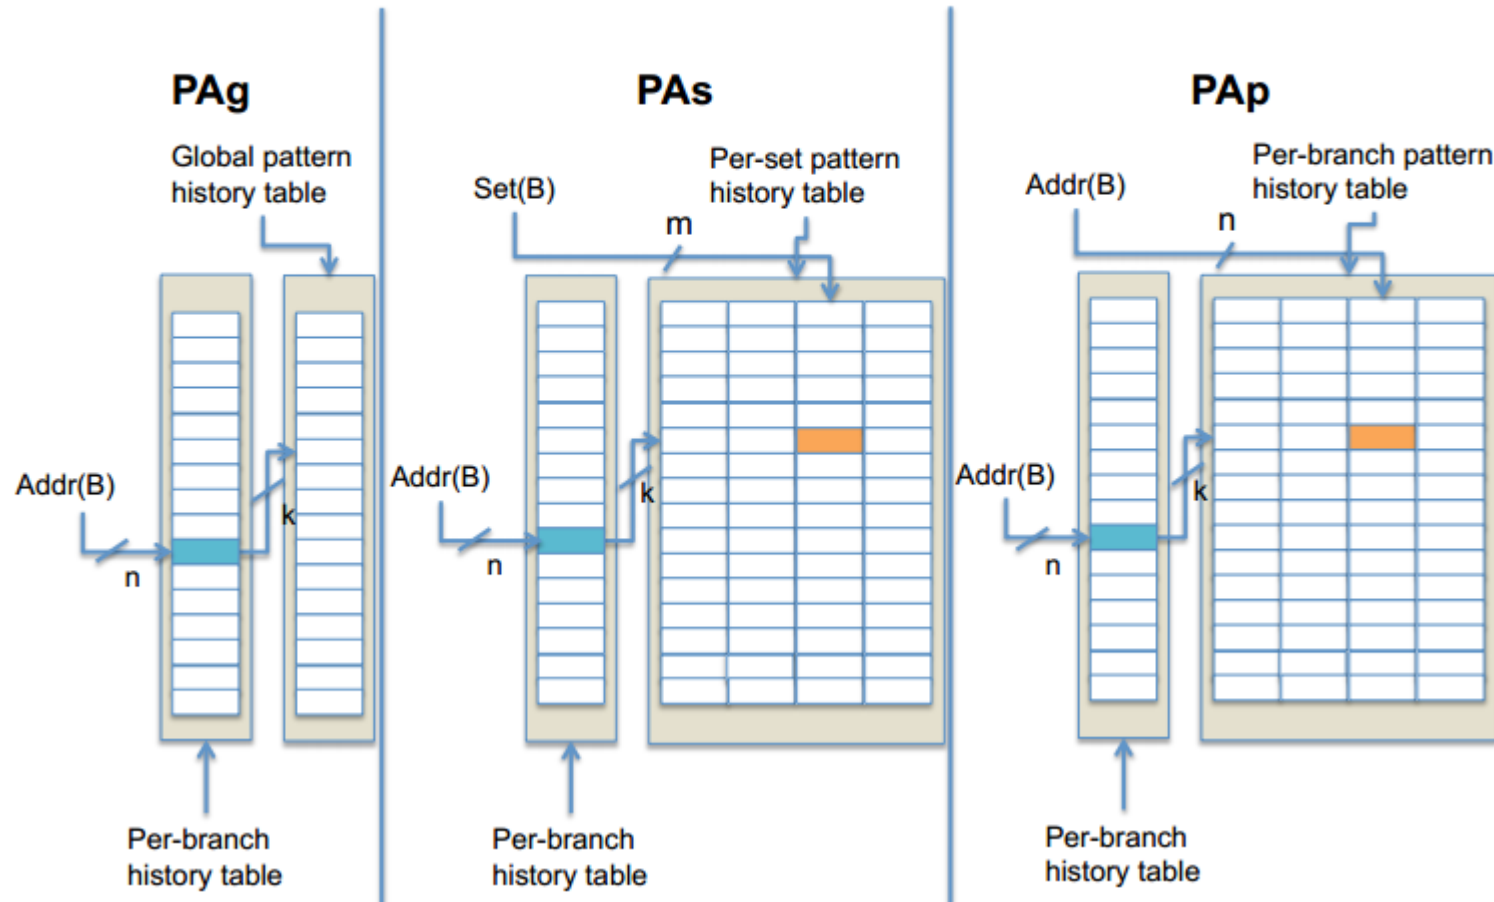 PAg
Global pattern
history table
Addr(B)
n
k
Per-branch
history table
PAs
Set(B)
m
Per-set pattern
history table
Addr(B)
n
k
Per-branch
history table
PAp
Addr(B)
n
Per-branch pattern
history table
Addr(B)
n
k
Per-branch
history table